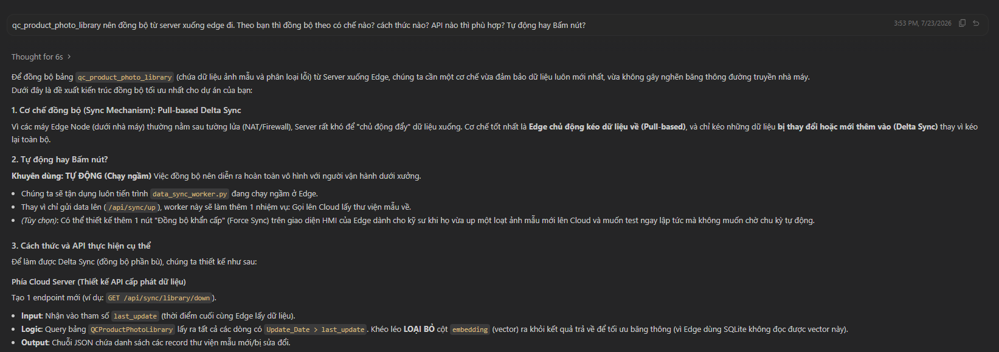 qc_product_photo_library nên đồng bộ từ server xuống edge đi. Theo bạn thì đồng bộ theo có chế nào? cách thức nào? API nào thì phù hợp? Tự động hay Bấm nút?
3:53 PM, 7/23/2026
Thought for 6s
Để đồng bộ bảng qc_product_photo_library (chứa dữ liệu ảnh mẫu và phân loại lỗi) từ Server xuống Edge, chúng ta cần một cơ chế vừa đảm bảo dữ liệu luôn mới nhất, vừa không gây nghẽn băng thông đường truyền nhà máy.
Dưới đây là đề xuất kiến trúc đồng bộ tối ưu nhất cho dự án của bạn:
1. Cơ chế đồng bộ (Sync Mechanism): Pull-based Delta Sync
Vì các máy Edge Node (dưới nhà máy) thường nằm sau tường lửa (NAT/Firewall), Server rất khó để "chủ động đẩy" dữ liệu xuống. Cơ chế tốt nhất là Edge chủ động kéo dữ liệu về (Pull-based), và chỉ kéo những dữ liệu bị thay đổi hoặc mới thêm vào (Delta Sync) thay vì kéo
lại toàn bộ.
2. Tự động hay Bấm nút?
Khuyên dùng: TỰ ĐỘNG (Chạy ngầm) Việc đồng bộ nên diễn ra hoàn toàn vô hình với người vận hành dưới xưởng.
• Chúng ta sẽ tận dụng luôn tiến trình data_sync_worker.py đang chạy ngầm ở Edge.
• Thay vì chỉ gửi data lên (/api/sync/up), worker này sẽ làm thêm 1 nhiệm vụ: Gọi lên Cloud lấy thư viện mẫu về.
• (Tùy chọn): Có thể thiết kế thêm 1 nút "Đồng bộ khẩn cấp" (Force Sync) trên giao diện HMI của Edge dành cho kỹ sư khi họ vừa up một loạt ảnh mẫu mới lên Cloud và muốn test ngay lập tức mà không muốn chờ chu kỳ tự động.
3. Cách thức và API thực hiện cụ thể
Để làm được Delta Sync (đồng bộ phần bù), chúng ta thiết kế như sau:
Phía Cloud Server (Thiết kế API cấp phát dữ liệu)
Tạo 1 endpoint mới (ví dụ: GET /api/sync/library/down).
• Input: Nhận vào tham số last_update (thời điểm cuối cùng Edge lấy dữ liệu).
• Logic: Query bảng QCProductPhotoLibrary lấy ra tất cả các dòng có Update_Date > last_update. Khéo léo LOẠI BỎ cột embedding (vector) ra khỏi kết quả trả về để tối ưu băng thông (vì Edge dùng SQLite không đọc được vector này).
• Output: Chuỗi JSON chứa danh sách các record thư viện mẫu mới/bị sửa đổi.